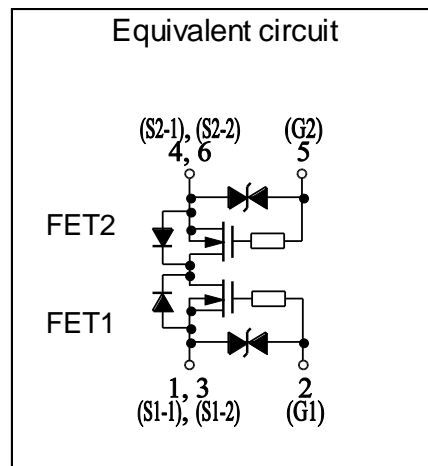 Equivalent circuit
(S2-1), (S2-2)
(G2)
4, 6
5
FET2
FET1
1, 3
2
(S1-1), (S1-2)
(G1)